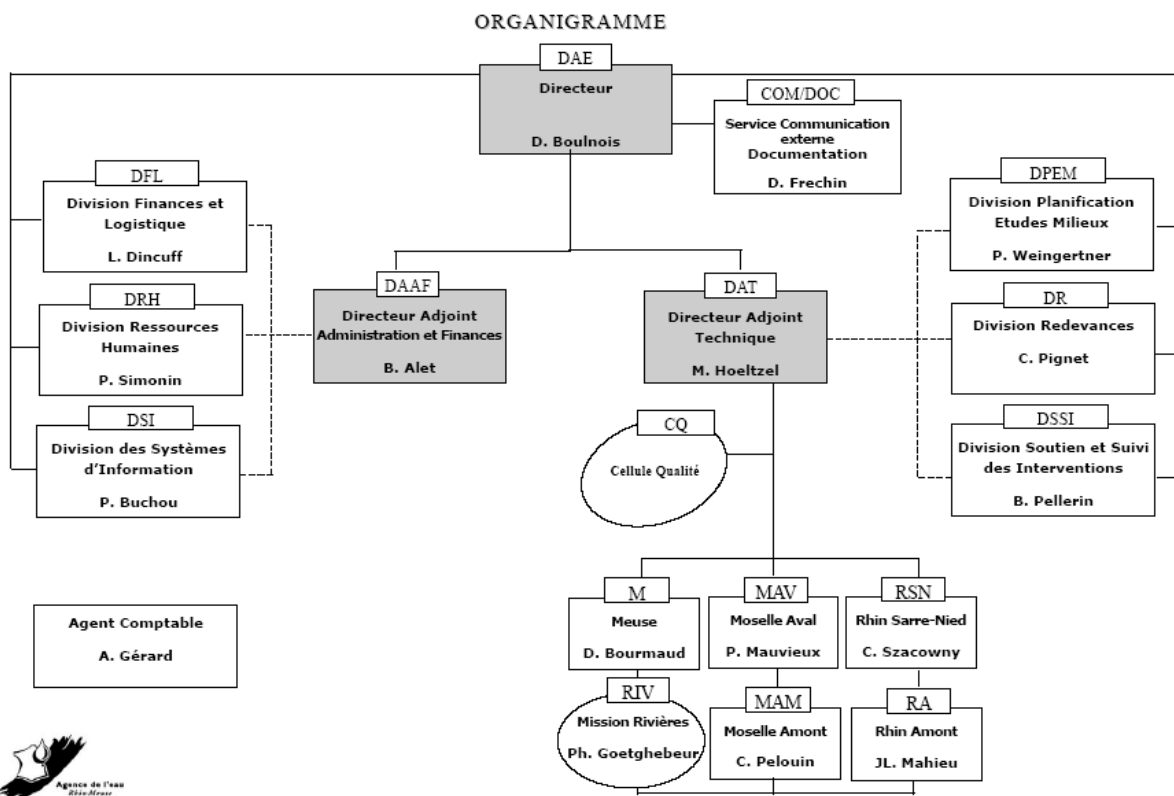 ORGANIGRAMME
DAE
Directeur
D. Boulnois
COM/DOC
Service Communication
externe
Documentation
D. Frechin
DFL
Division Finances et
Logistique
L. Dincuff
DRH
Division Ressources
Humaines
P. Simonin
DSI
Division des Systèmes
d'Information
P. Buchou
DAAF
Directeur Adjoint
Administration et Finances
B. Alet
DAT
Directeur Adjoint
Technique
M. Hoeltzel
DPEM
Division Planification
Etudes Milieux
P. Weingertner
DR
Division Redevances
C. Pignet
DSSI
Division Soutien et Suivi
des Interventions
B. Pellerin
CQ
Cellule Qualité
Agent Comptable
A. Gérard
M
Meuse
D. Bourmaud
MAV
Moselle Aval
P. Mauvieux
RSN
Rhin Sarre-Nied
C. Szacowny
RIV
Mission Rivières
Ph. Goetghebeur
MAM
Moselle Amont
C. Pelouin
RA
Rhin Amont
JL. Mahieu
Agence de l'eau
Rhin-Meuse